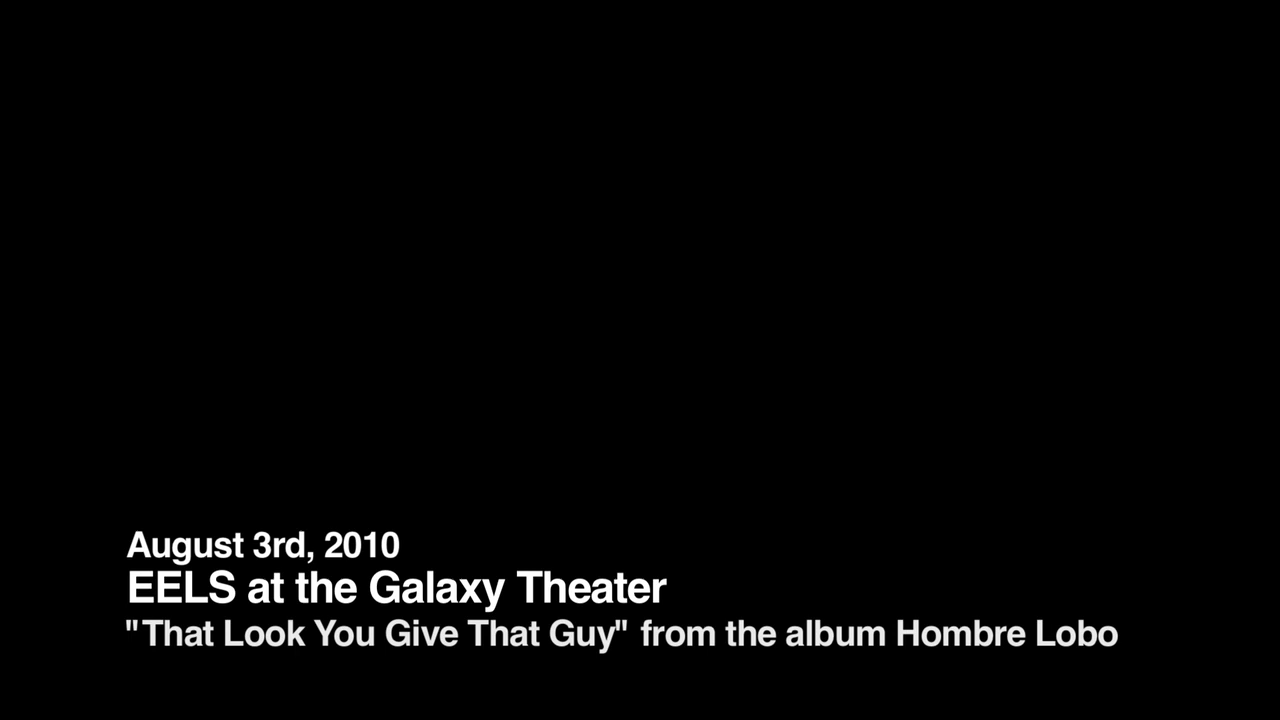 August 3rd, 2010
EELS at the Galaxy Theater
"That Look You Give That Guy" from the album Hombre Lobo